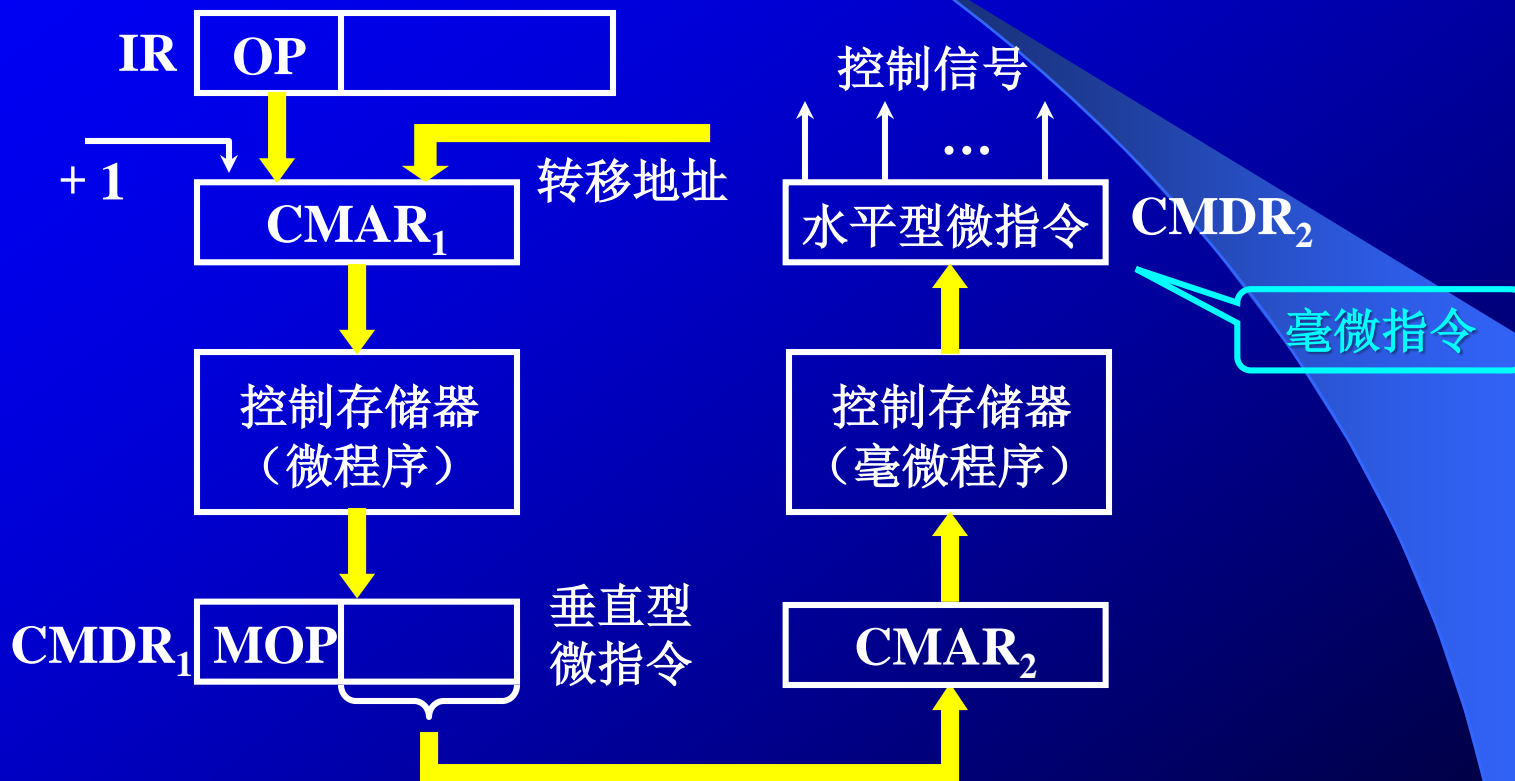 IR OP
控制信号
+ 1
转移地址
…
CMAR₁
水平型微指令
CMDR₂
毫微指令
控制存储器
（微程序）
控制存储器
（毫微程序）
CMDR₁ MOP
垂直型
微指令
CMAR₂